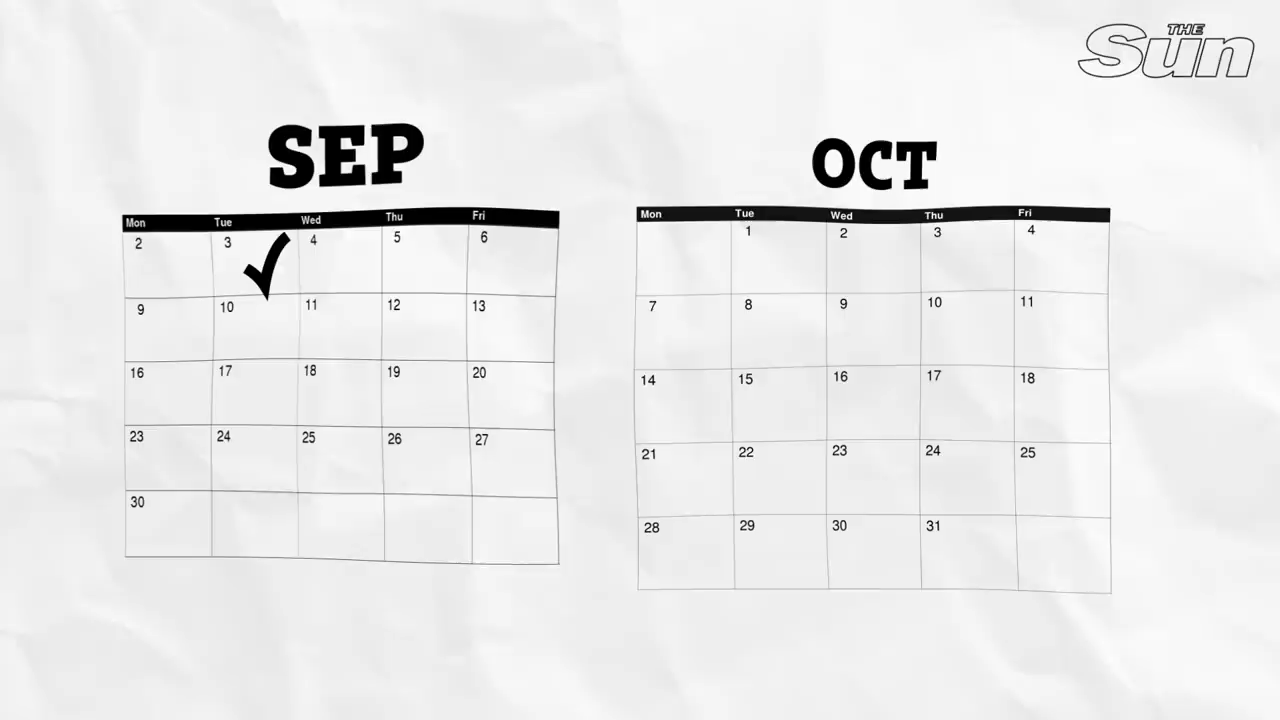 THE
Sun
SEP
Mon Tue Wed Thu Fri
2 3 4 5 6
9 10 11 12 13
16 17 18 19 20
23 24 25 26 27
30
OCT
Mon Tue Wed Thu Fri
1 2 3 4
7 8 9 10 11
14 15 16 17 18
21 22 23 24 25
28 29 30 31